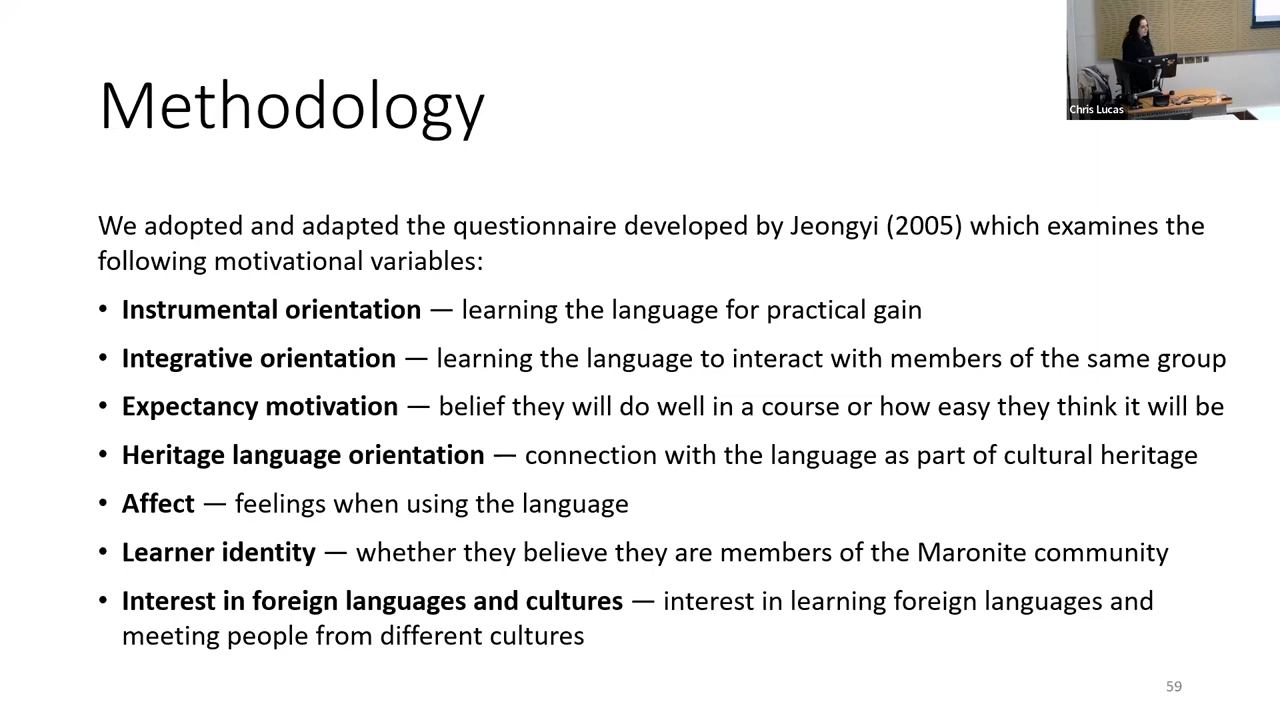 Chris Lucas
Methodology
We adopted and adapted the questionnaire developed by Jeongyi (2005) which examines the
following motivational variables:
• Instrumental orientation — learning the language for practical gain
• Integrative orientation — learning the language to interact with members of the same group
• Expectancy motivation — belief they will do well in a course or how easy they think it will be
• Heritage language orientation — connection with the language as part of cultural heritage
• Affect — feelings when using the language
• Learner identity — whether they believe they are members of the Maronite community
• Interest in foreign languages and cultures — interest in learning foreign languages and
meeting people from different cultures
59